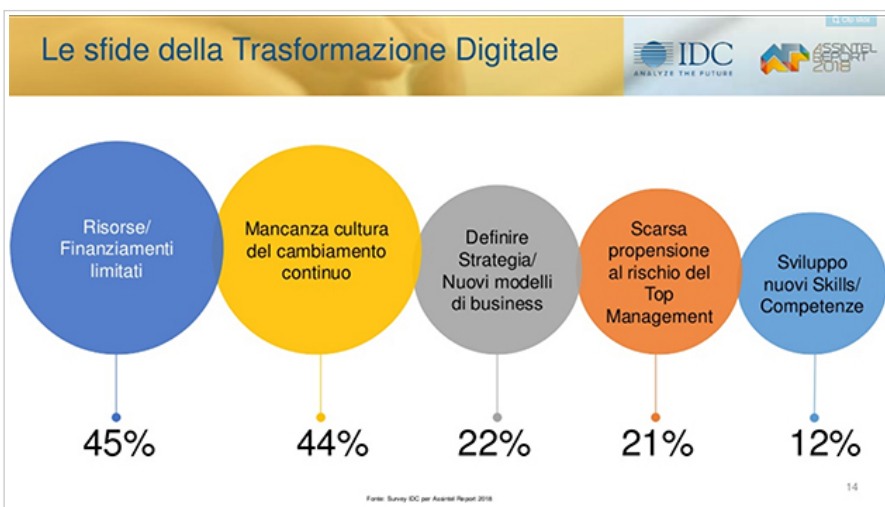 Clip slide
Le sfide della Trasformazione Digitale
IDC
ANALYZE THE FUTURE
ASSINTEL
REPORT
2018
Risorse/
Finanziamenti
limitati
Mancanza cultura
del cambiamento
continuo
Definire
Strategia/
Nuovi modelli
di business
Scarsa
propensione
al rischio del
Top
Management
Sviluppo
nuovi Skills/
Competenze
45%
44%
22%
21%
12%
14
Fonte: Survey IDC per Assintel Report 2018